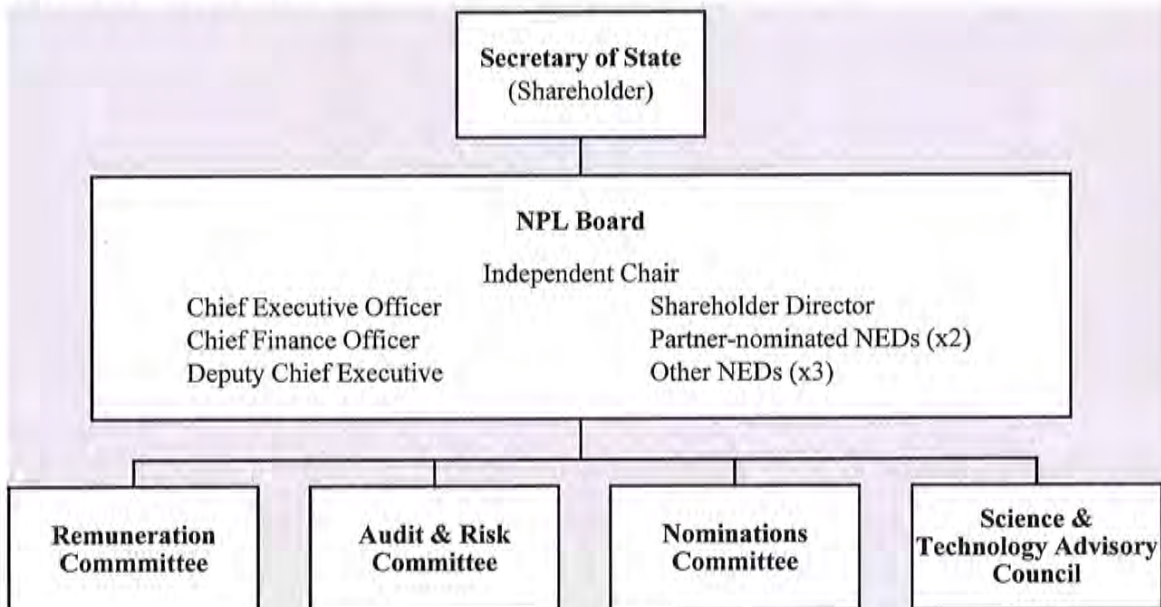 Secretary of State
(Shareholder)
NPL Board
Independent Chair
Chief Executive Officer
Chief Finance Officer
Deputy Chief Executive
Shareholder Director
Partner-nominated NEDs (x2)
Other NEDs (x3)
Remuneration
Commmittee
Audit & Risk
Committee
Nominations
Committee
Science &
Technology Advisory
Council